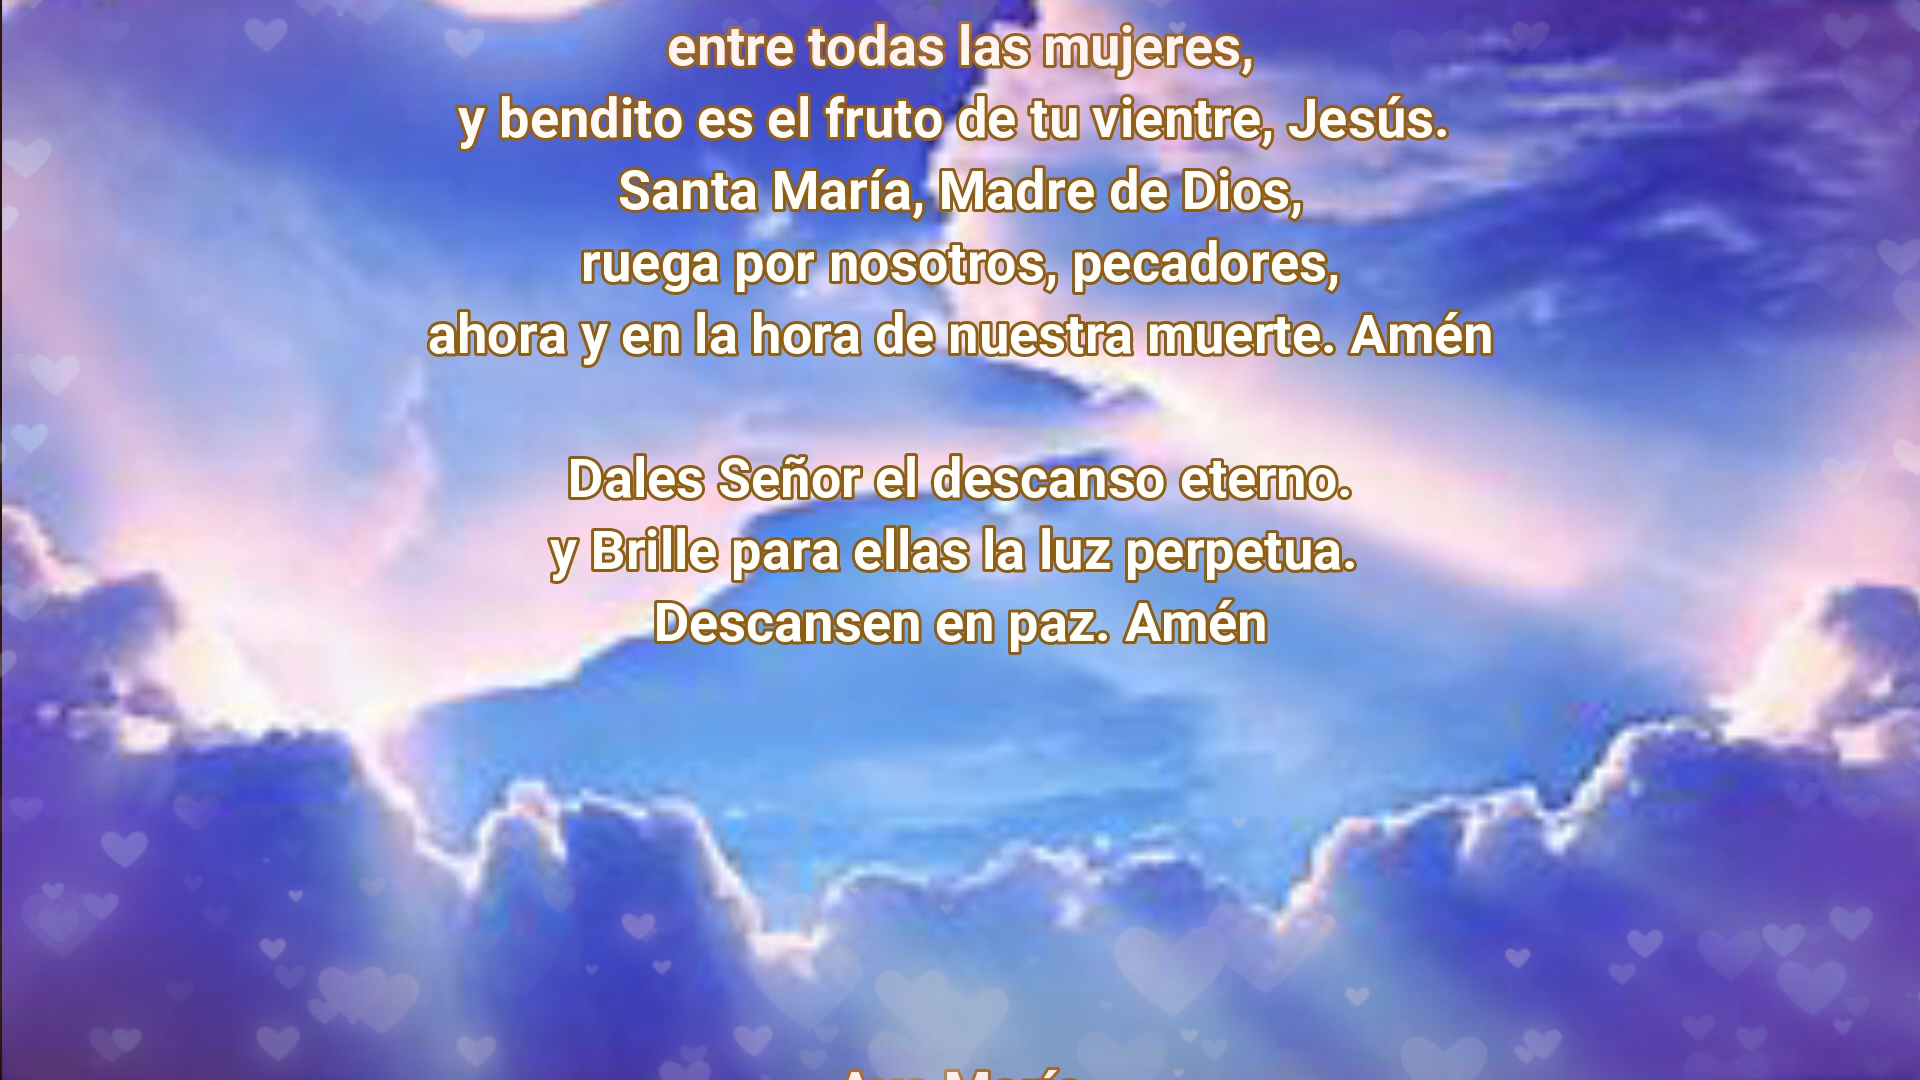 entre todas las mujeres,
y bendito es el fruto de tu vientre, Jesús.
Santa María, Madre de Dios,
ruega por nosotros, pecadores,
ahora y en la hora de nuestra muerte. Amén
Dales Señor el descanso eterno.
y Brille para ellas la luz perpetua.
Descansen en paz. Amén